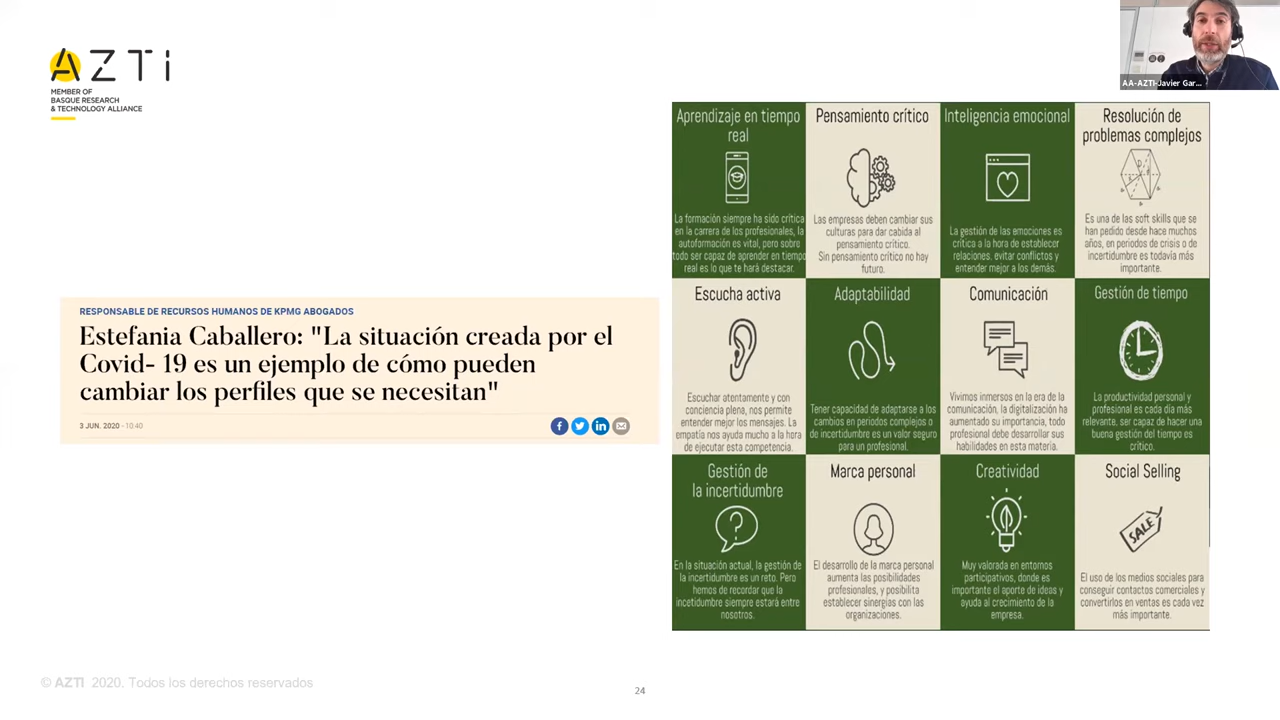 AZTi
MEMBER OF
BASQUE RESEARCH
& TECHNOLOGY ALLIANCE
AA-AZTI-Javier Gar...
RESPONSABLE DE RECURSOS HUMANOS DE KPMG ABOGADOS
Estefania Caballero: "La situación creada por el
Covid- 19 es un ejemplo de cómo pueden
cambiar los perfiles que se necesitan"
3 JUN. 2020 - 10:40
Aprendizaje en tiempo
real
La formación siempre ha sido crítica
en la carrera de los profesionales, la
autoformación es vital, pero sobre
todo ser capaz de aprender en tiempo
real es lo que te hará destacar.
Pensamiento crítico
Las empresas deben cambiar sus
culturas para dar cabida al
pensamiento crítico.
Sin pensamiento crítico no hay
futuro.
Inteligencia emocional
La gestión de las emociones es
crítica a la hora de establecer
relaciones, evitar conflictos y
entender mejor a los demás.
Resolución de
problemas complejos
Es una de las soft skills que se
han pedido desde hace muchos
años, en periodos de crisis o de
incertidumbre es todavía más
importante.
Escucha activa
Escuchar atentamente y con
conciencia plena, nos permite
entender mejor los mensajes. La
empatía nos ayuda mucho a la hora
de ejecutar esta competencia.
Adaptabilidad
Tener capacidad de adaptarse a los
cambios en periodos complejos o
de incertidumbre es un valor seguro
para un profesional.
Comunicación
Vivimos inmersos en la era de la
comunicación, la digitalización ha
aumentado su importancia, todo
profesional debe desarrollar sus
habilidades en esta materia.
Gestión de tiempo
La productividad personal y
profesional es cada día más
relevante, ser capaz de hacer una
buena gestión del tiempo es
crítico.
Gestión de
la incertidumbre
En la situación actual, la gestión de
la incertidumbre es un reto. Pero
hemos de recordar que la
incetidumbre siempre estará entre
nosotros.
Marca personal
El desarrollo de la marca personal
aumenta las posibilidades
profesionales, y posibilita
establecer sinergias con las
organizaciones.
Creatividad
Muy valorada en entornos
participativos, donde es
importante el aporte de ideas y
ayuda al crecimiento de la
empresa.
Social Selling
SALE
El uso de los medios sociales para
conseguir contactos comerciales y
convertirlos en ventas es cada vez
más importante.
© AZTI 2020. Todos los derechos reservados
24